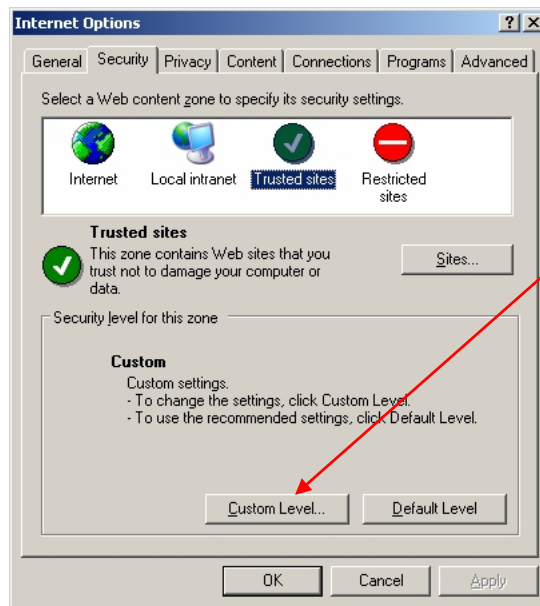 Internet Options
General Security Privacy Content Connections Programs Advanced
Select a Web content zone to specify its security settings.
Internet Local intranet Trusted sites Restricted
sites
Trusted sites
This zone contains Web sites that you
trust not to damage your computer or
data.
Sites...
Security level for this zone
Custom
Custom settings.
- To change the settings, click Custom Level.
- To use the recommended settings, click Default Level.
Custom Level... Default Level
OK Cancel Apply